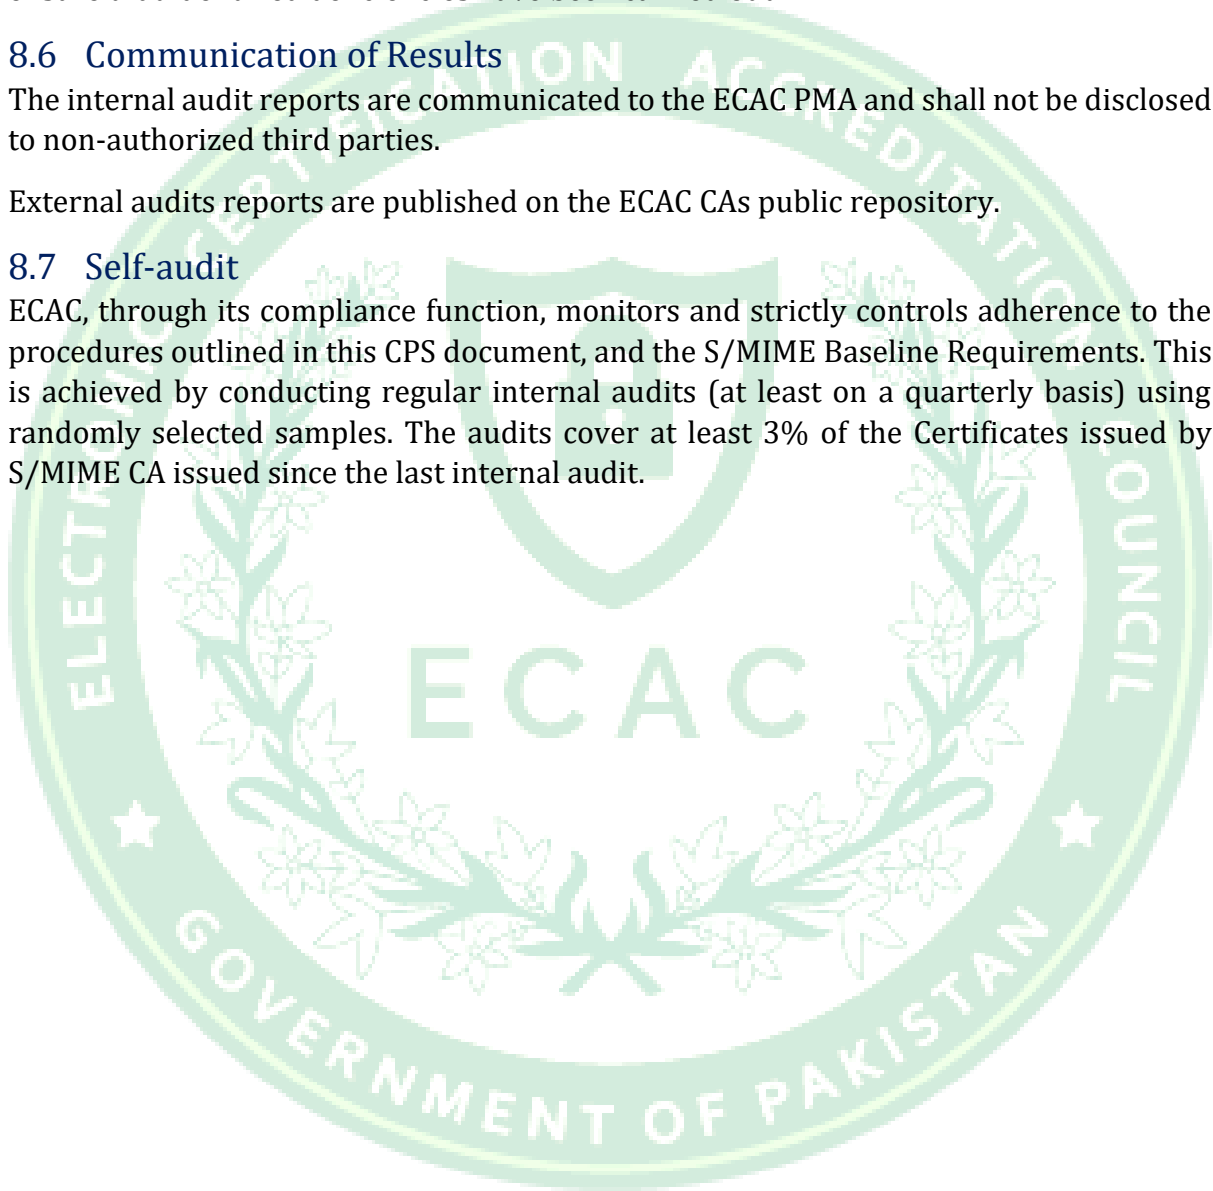 8.6 Communication of Results
The internal audit reports are communicated to the ECAC PMA and shall not be disclosed
to non-authorized third parties.
External audits reports are published on the ECAC CAs public repository.
8.7 Self-audit
ECAC, through its compliance function, monitors and strictly controls adherence to the
procedures outlined in this CPS document, and the S/MIME Baseline Requirements. This
is achieved by conducting regular internal audits (at least on a quarterly basis) using
randomly selected samples. The audits cover at least 3% of the Certificates issued by
S/MIME CA issued since the last internal audit.
ELECTRONIC CERTIFICATION ACCREDITATION COUNCIL
ECAC
GOVERNMENT OF PAKISTAN